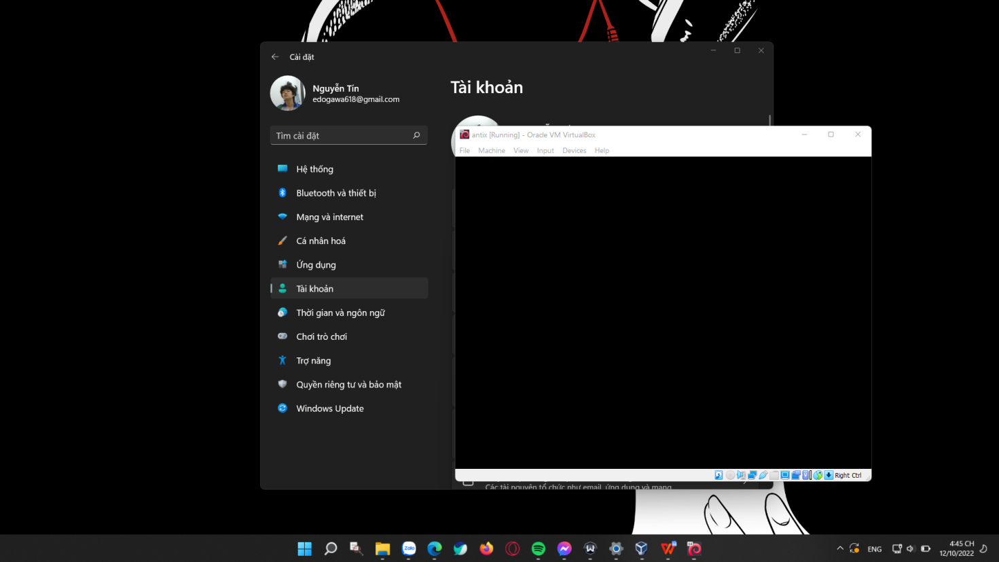 Cài đặt
Nguyễn Tín
edogawa618@gmail.com
Tìm cài đặt
Hệ thống
Bluetooth và thiết bị
Mạng và internet
Cá nhân hoá
Ứng dụng
Tài khoản
Thời gian và ngôn ngữ
Chơi trò chơi
Trợ năng
Quyền riêng tư và bảo mật
Windows Update
Tài khoản
antix [Running] - Oracle VM VirtualBox
File Machine View Input Devices Help
Right Ctrl
Các tài nguyên tổ chức như email, ứng dụng và mạng
Zalo
ENG
4:45 CH
12/10/2022